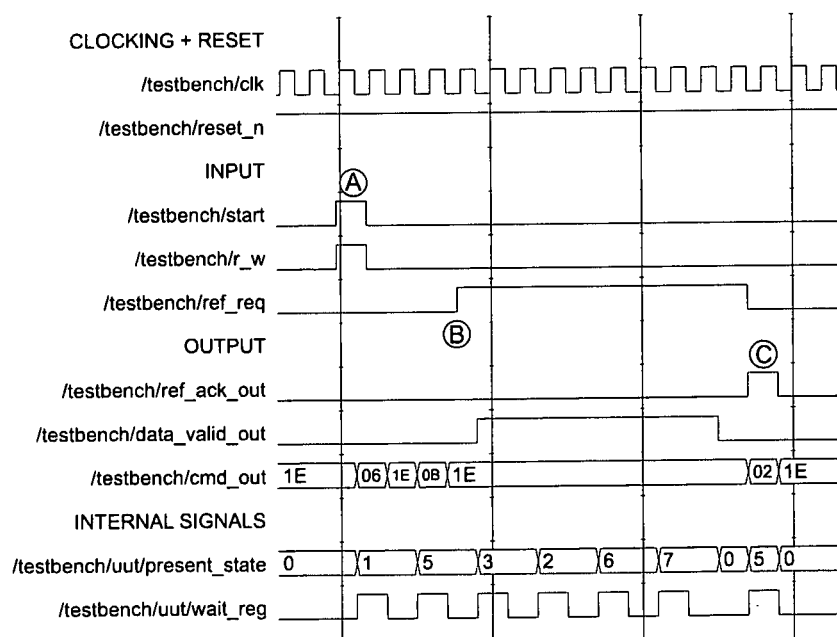 CLOCKING + RESET
/testbench/clk
/testbench/reset_n
INPUT
A
/testbench/start
/testbench/r_w
/testbench/ref_req
B
OUTPUT
C
/testbench/ref_ack_out
/testbench/data_valid_out
/testbench/cmd_out 1E 06 1E 0B 1E 02 1E
INTERNAL SIGNALS
/testbench/uut/present_state 0 1 5 3 2 6 7 0 5 0
/testbench/uut/wait_reg